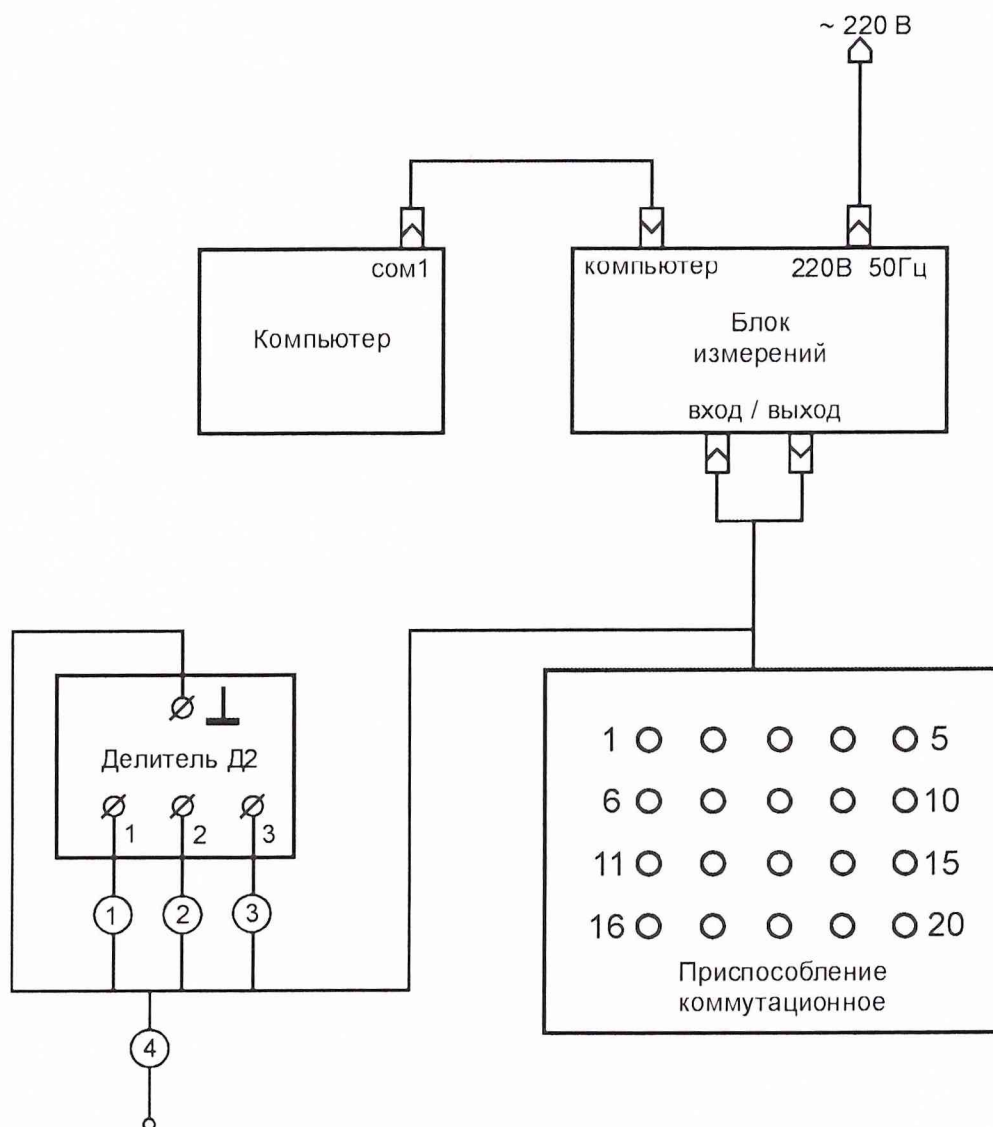 ~ 220 В
сом1
Компьютер
компьютер
220В 50Гц
Блок
измерений
вход / выход
Делитель Д2
1
2
3
1
2
3
4
1
5
6
10
11
15
16
20
Приспособление
коммутационное